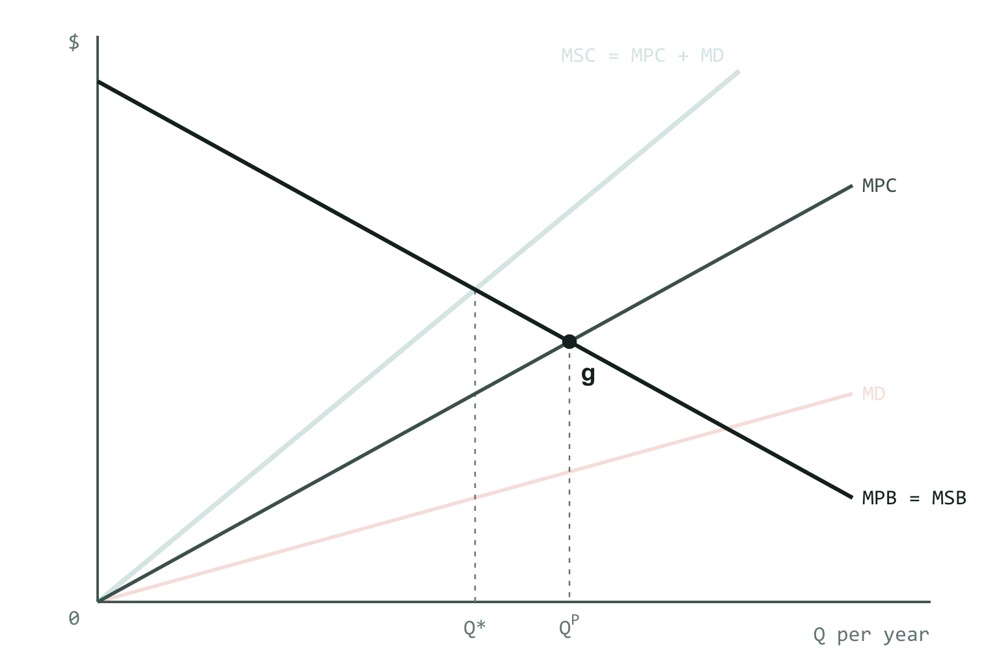 $
MSC = MPC + MD
MPC
g
MD
MPB = MSB
0
Q*
Qᴾ
Q per year